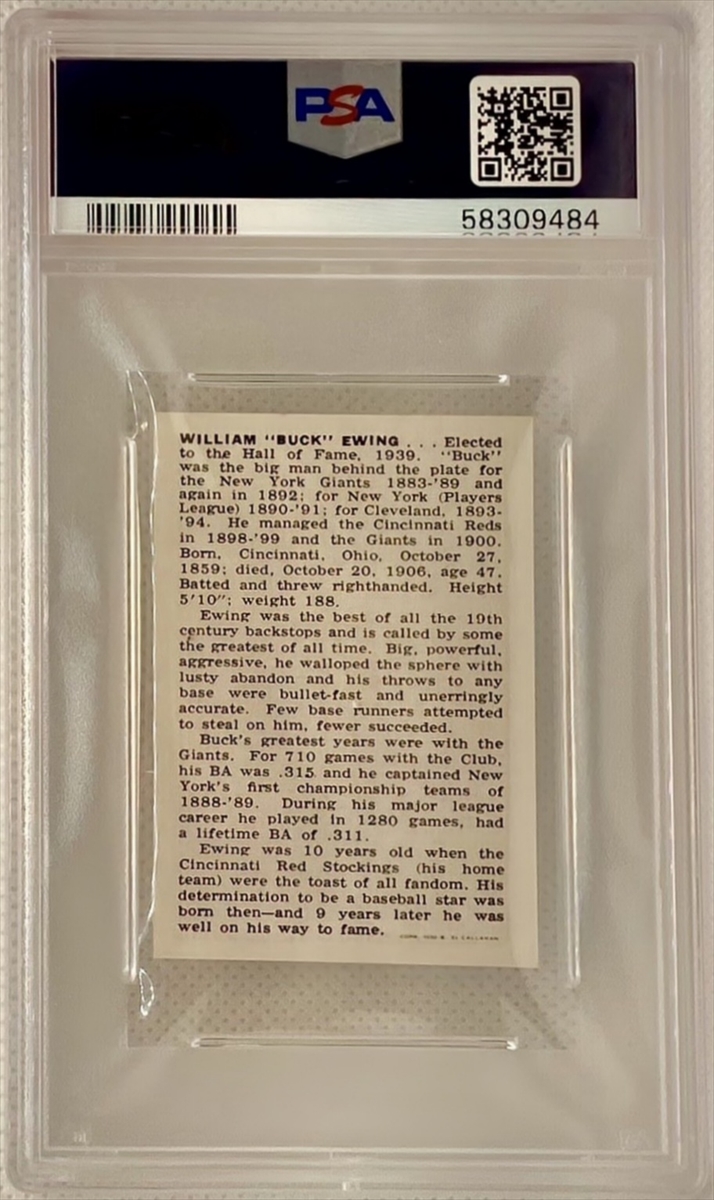 PSA
58309484
WILLIAM "BUCK" EWING . . . Elected
to the Hall of Fame, 1939. "Buck"
was the big man behind the plate for
the New York Giants 1883-'89 and
again in 1892; for New York (Players
League) 1890-'91; for Cleveland, 1893-
'94. He managed the Cincinnati Reds
in 1898-'99 and the Giants in 1900.
Born, Cincinnati, Ohio, October 27,
1859; died, October 20, 1906, age 47.
Batted and threw righthanded. Height
5'10"; weight 188.
Ewing was the best of all the 19th
century backstops and is called by some
the greatest of all time. Big, powerful,
aggressive, he walloped the sphere with
lusty abandon and his throws to any
base were bullet-fast and unerringly
accurate. Few base runners attempted
to steal on him, fewer succeeded.
Buck's greatest years were with the
Giants. For 710 games with the Club,
his BA was .315 and he captained New
York's first championship teams of
1888-'89. During his major league
career he played in 1280 games, had
a lifetime BA of .311.
Ewing was 10 years old when the
Cincinnati Red Stockings (his home
team) were the toast of all fandom. His
determination to be a baseball star was
born then—and 9 years later he was
well on his way to fame.